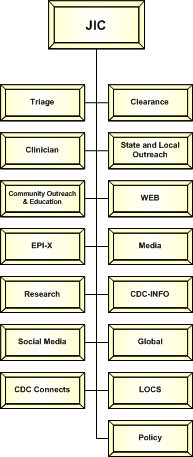 JIC
Triage
Clearance
Clinician
State and Local
Outreach
Community Outreach
& Education
WEB
EPI-X
Media
Research
CDC-INFO
Social Media
Global
CDC Connects
LOCS
Policy